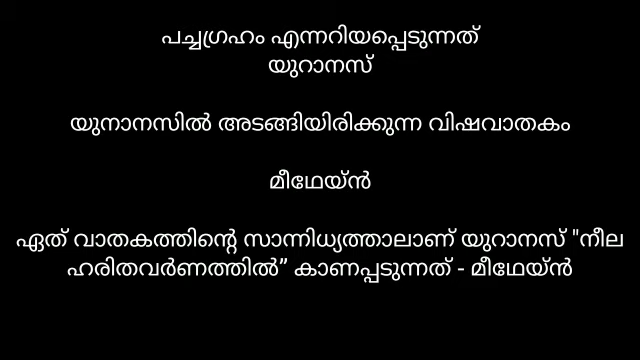 പച്ചഗ്രഹം എന്നറിയപ്പെടുന്നത്
യുറാനസ്
യുനാനസിൽ അടങ്ങിയിരിക്കുന്ന വിഷവാതകം
മീഥേയ്ൻ
ഏത് വാതകത്തിന്റെ സാന്നിധ്യത്താലാണ് യുറാനസ് "നീല
ഹരിതവർണത്തിൽ” കാണപ്പടുന്നത് - മീഥേയ്ൻ